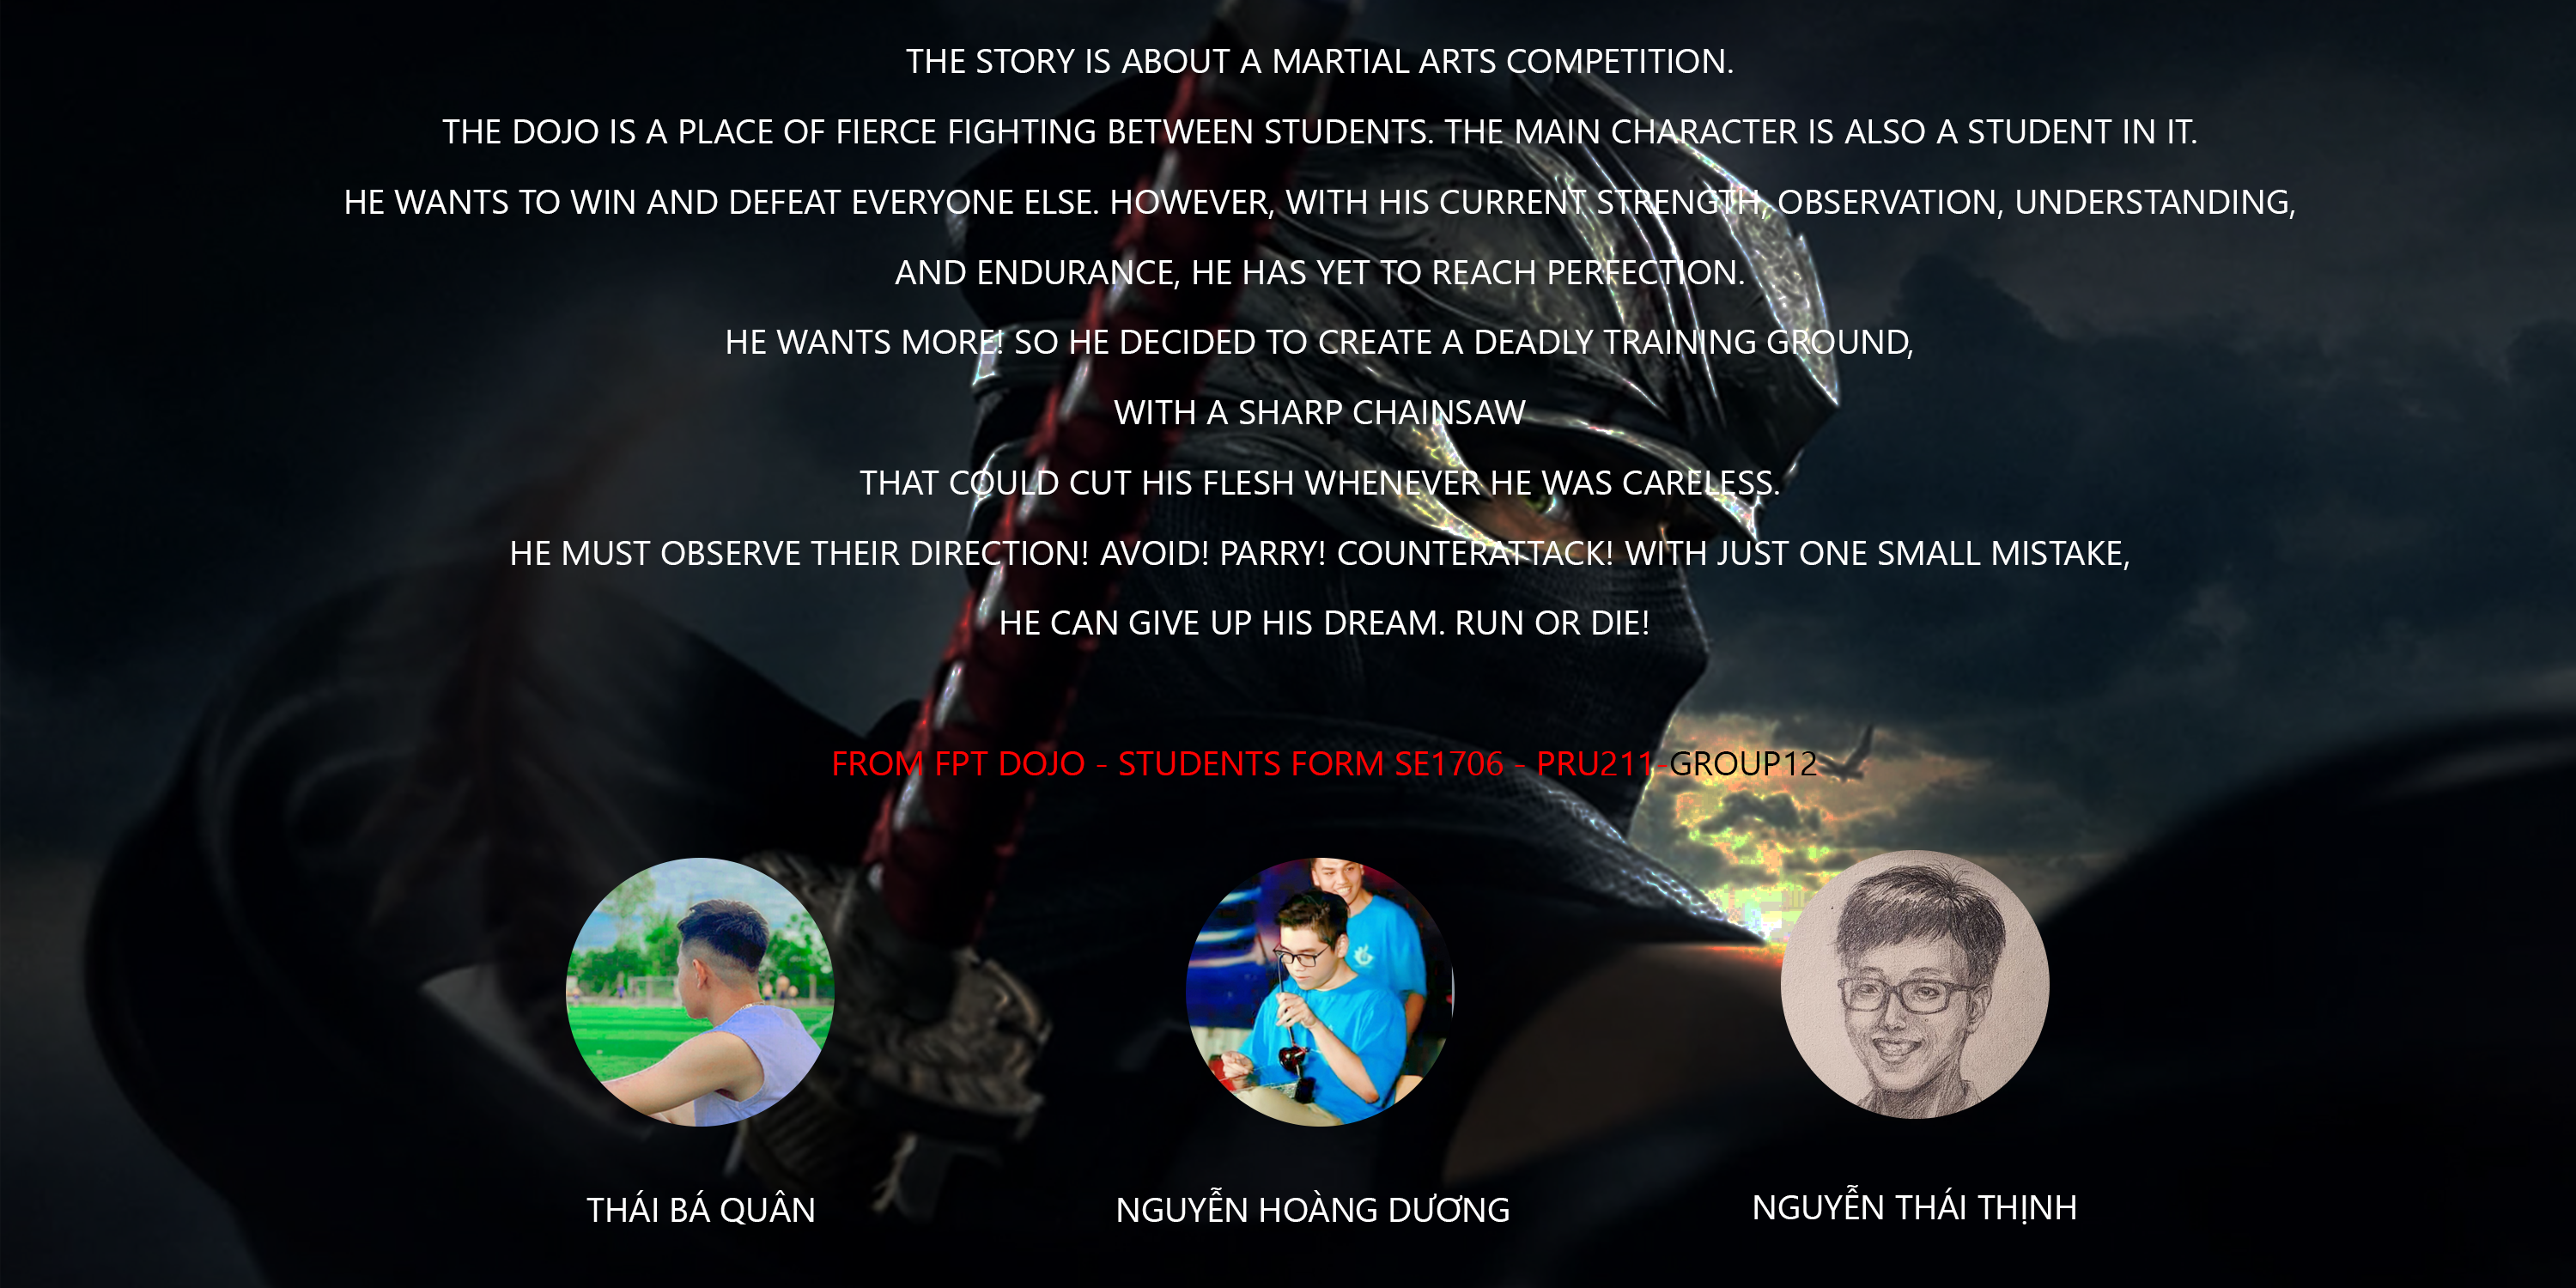 THE STORY IS ABOUT A MARTIAL ARTS COMPETITION.
THE DOJO IS A PLACE OF FIERCE FIGHTING BETWEEN STUDENTS. THE MAIN CHARACTER IS ALSO A STUDENT IN IT.
HE WANTS TO WIN AND DEFEAT EVERYONE ELSE. HOWEVER, WITH HIS CURRENT STRENGTH, OBSERVATION, UNDERSTANDING,
AND ENDURANCE, HE HAS YET TO REACH PERFECTION.
HE WANTS MORE! SO HE DECIDED TO CREATE A DEADLY TRAINING GROUND,
WITH A SHARP CHAINSAW
THAT COULD CUT HIS FLESH WHENEVER HE WAS CARELESS.
HE MUST OBSERVE THEIR DIRECTION! AVOID! PARRY! COUNTERATTACK! WITH JUST ONE SMALL MISTAKE,
HE CAN GIVE UP HIS DREAM. RUN OR DIE!
FROM FPT DOJO - STUDENTS FORM SE1706 - PRU211-GROUP12
THÁI BÁ QUÂN
NGUYỄN HOÀNG DƯƠNG
NGUYỄN THÁI THỊNH